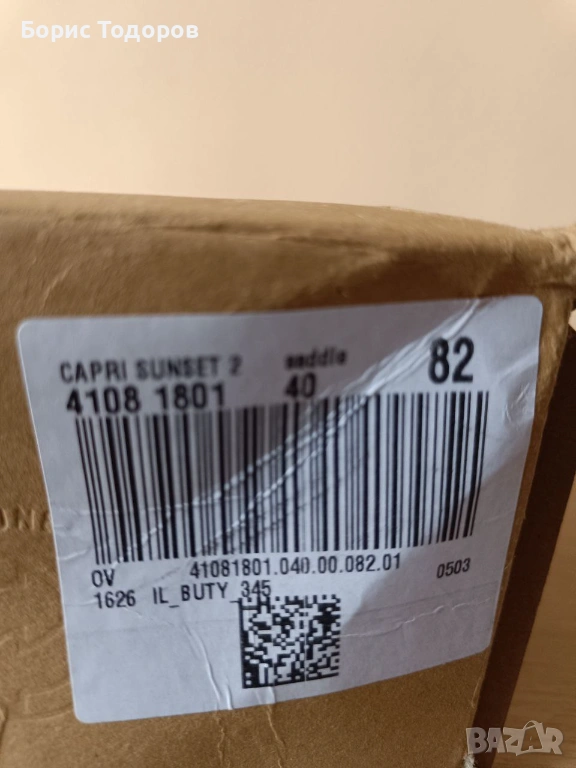 Борис Тодоров
CAPRI SUNSET 2 saddle 82
4108 1801 40
OV 41081801.040.00.082.01 0503
1626 IL_BUTY_345
BAZAR